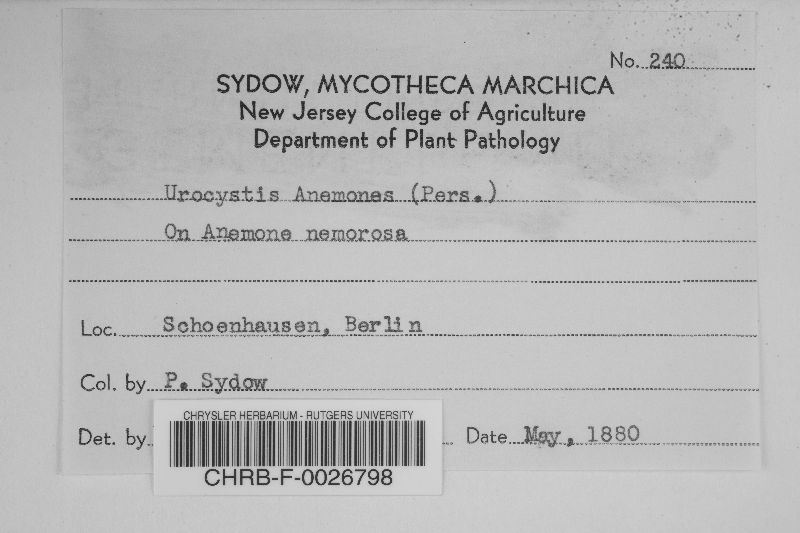 No. 240
SYDOW, MYCOTHECA MARCHICA
New Jersey College of Agriculture
Department of Plant Pathology
Urocystis Anemones (Pers.)
On Anemone nemorosa
Loc. Schoenhausen, Berlin
Col. by P. Sydow
Det. by
Date May, 1880
CHRYSLER HERBARIUM - RUTGERS UNIVERSITY
CHRB-F-0026798